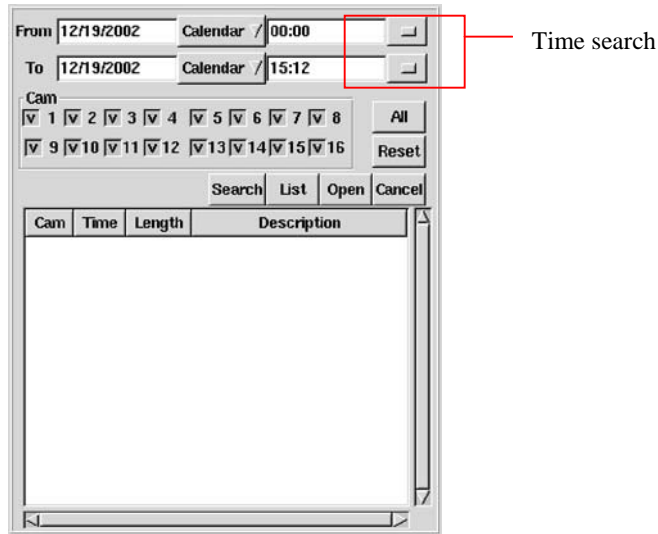 From 12/19/2002 Calendar 00:00
Time search
To 12/19/2002 Calendar 15:12
Cam
v 1 v 2 v 3 v 4 v 5 v 6 v 7 v 8 All
v 9 v 10 v 11 v 12 v 13 v 14 v 15 v 16 Reset
Search List Open Cancel
Cam Time Length Description